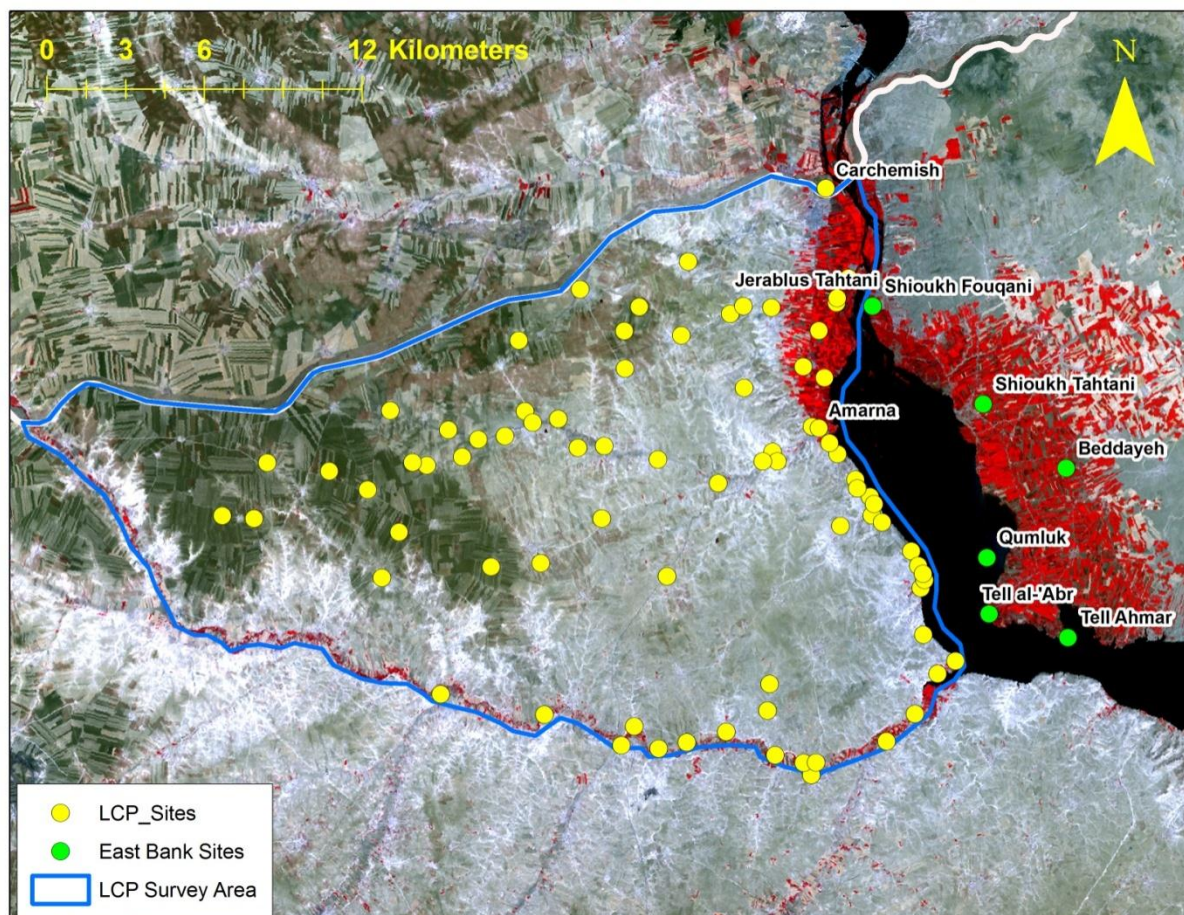 0 3 6 12 Kilometers
N
Carchemish
Jerablus Tahtani
Shioukh Fouqani
Shioukh Tahtani
Amarna
Beddayeh
Qumluk
Tell al-'Abr
Tell Ahmar
LCP_Sites
East Bank Sites
LCP Survey Area